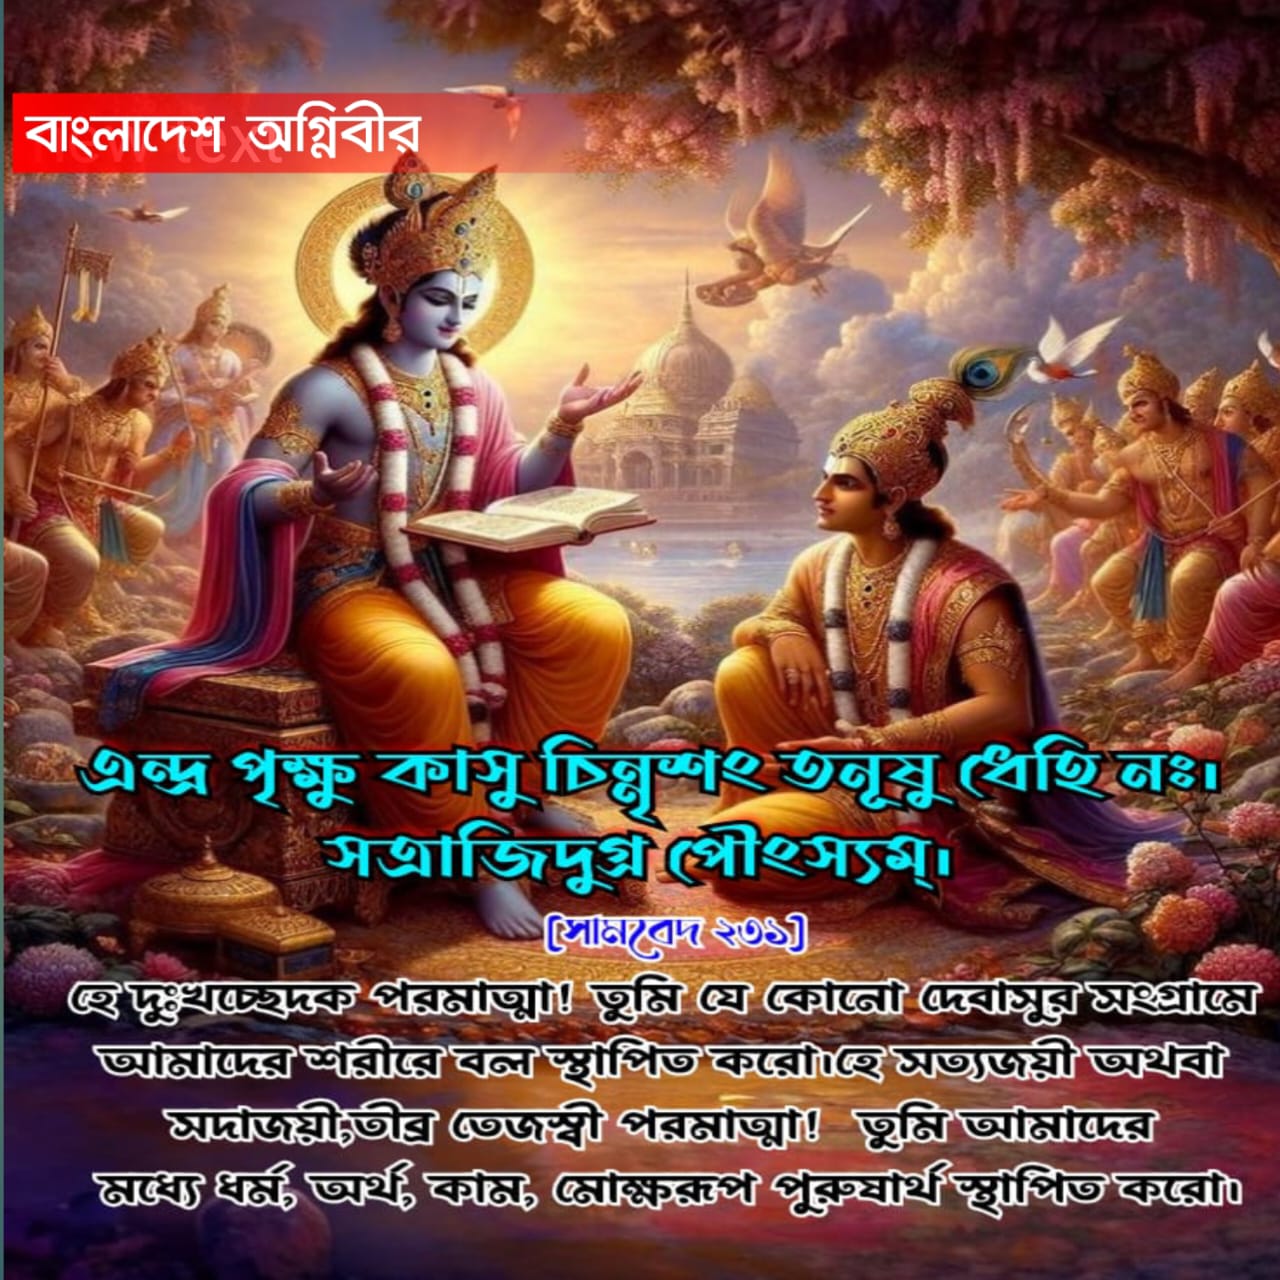 বাংলাদেশ অগ্নিবীর
এন্দ্র পৃক্ষু কাসু চিন্নৃম্ণং তনূষু ধেহি নঃ।
সত্রাজিদুগ্র পৌংস্যম্।
[সামবেদ ২৩১]
হে দুঃখচ্ছেদক পরমাত্মা! তুমি যে কোনো দেবাসুর সংগ্রামে
আমাদের শরীরে বল স্থাপিত করো।হে সত্যজয়ী অথবা
সদাজয়ী,তীব্র তেজস্বী পরমাত্মা! তুমি আমাদের
মধ্যে ধর্ম, অর্থ, কাম, মোক্ষরূপ পুরুষার্থ স্থাপিত করো।